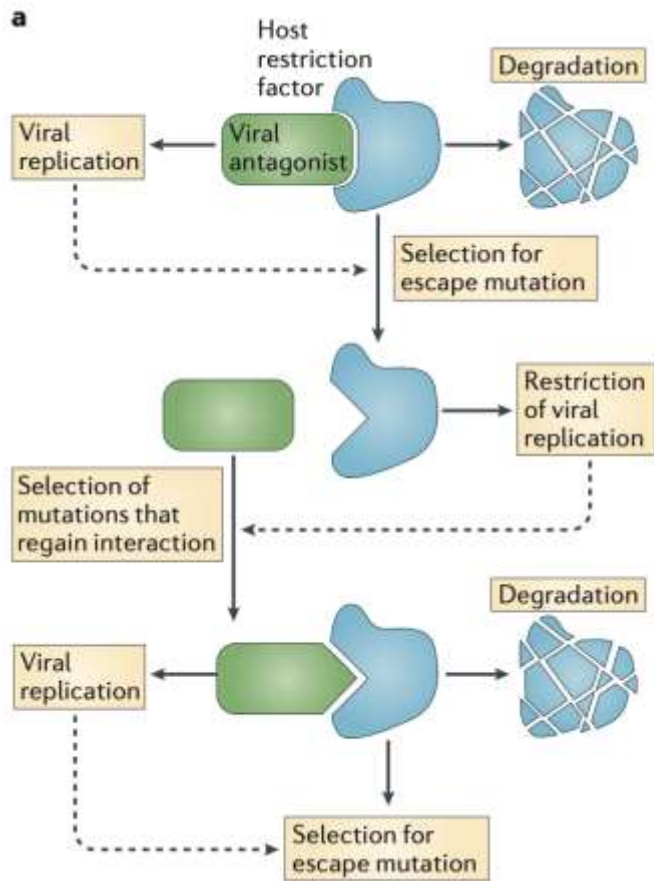 a
Host
restriction
factor
Degradation
Viral
replication
Viral
antagonist
Selection for
escape mutation
Restriction
of viral
replication
Selection of
mutations that
regain interaction
Degradation
Viral
replication
Selection for
escape mutation